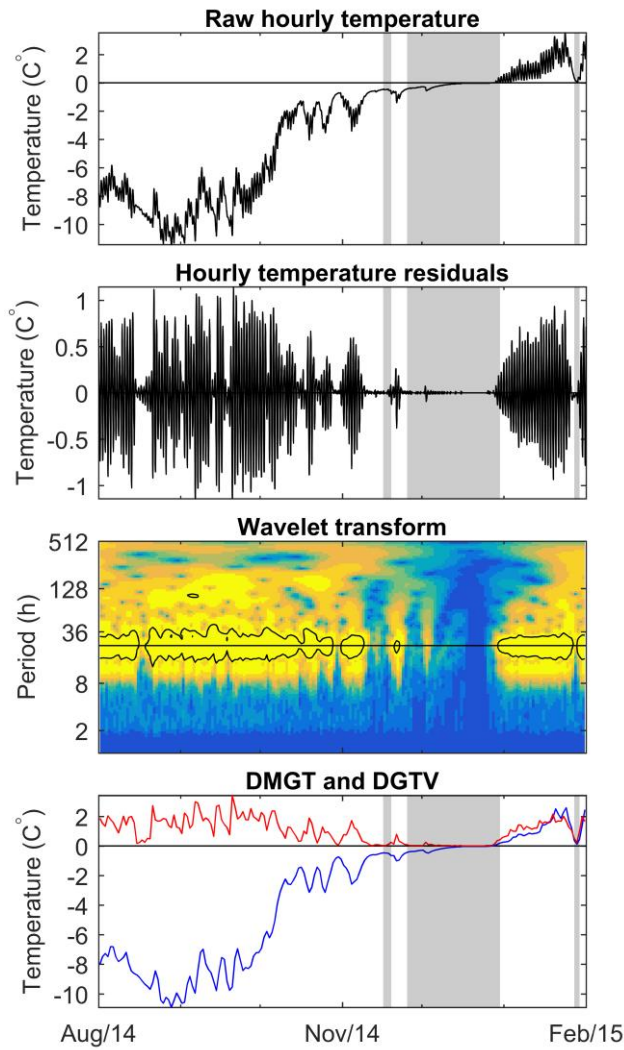 Raw hourly temperature
Temperature (C°)
2
0
-2
-4
-6
-8
-10
Hourly temperature residuals
Temperature (C°)
1
0.5
0
-0.5
-1
Wavelet transform
Period (h)
512
128
36
8
2
DMGT and DGTV
Temperature (C°)
2
0
-2
-4
-6
-8
-10
Aug/14 Nov/14 Feb/15